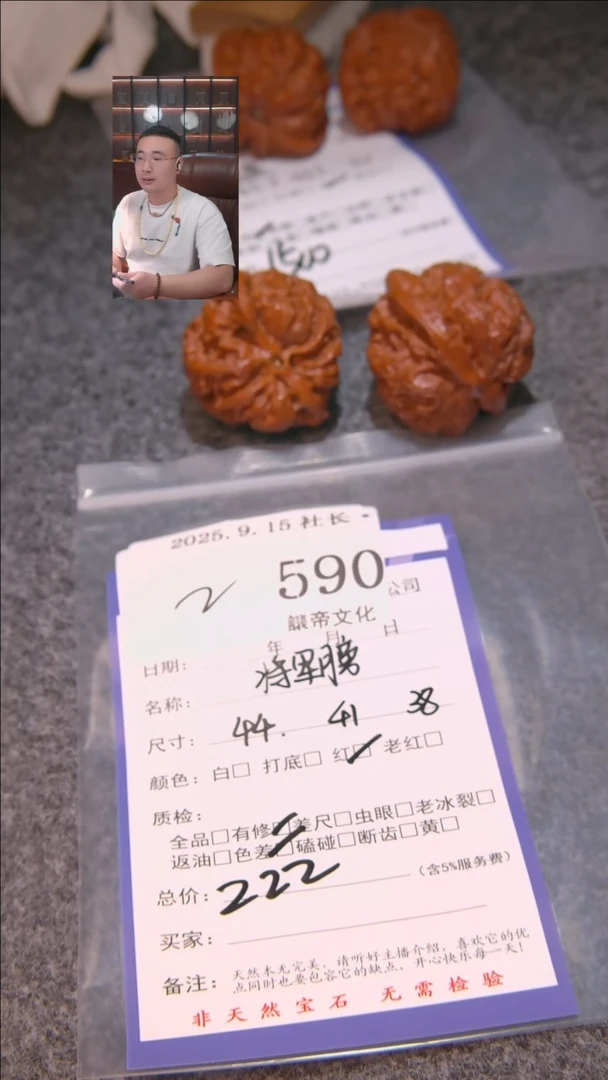 2025.9.15 社长
590
公司
龍帝文化
日期: 年 月 日
名称: 将军膀
尺寸: 44. 41 38
颜色: 白□ 打底□ 红☑ 老红□
质检:
全品□有修☑差尺□虫眼□老冰裂□
返油□色差☑磕碰□断齿□黄□
总价: 222 (含5%服务费)
买家:
备注: 天然本无完美, 请听好主播介绍, 喜欢它的优
点同时也要包容它的缺点, 开心快乐每一天!
非天然宝石 无需检验